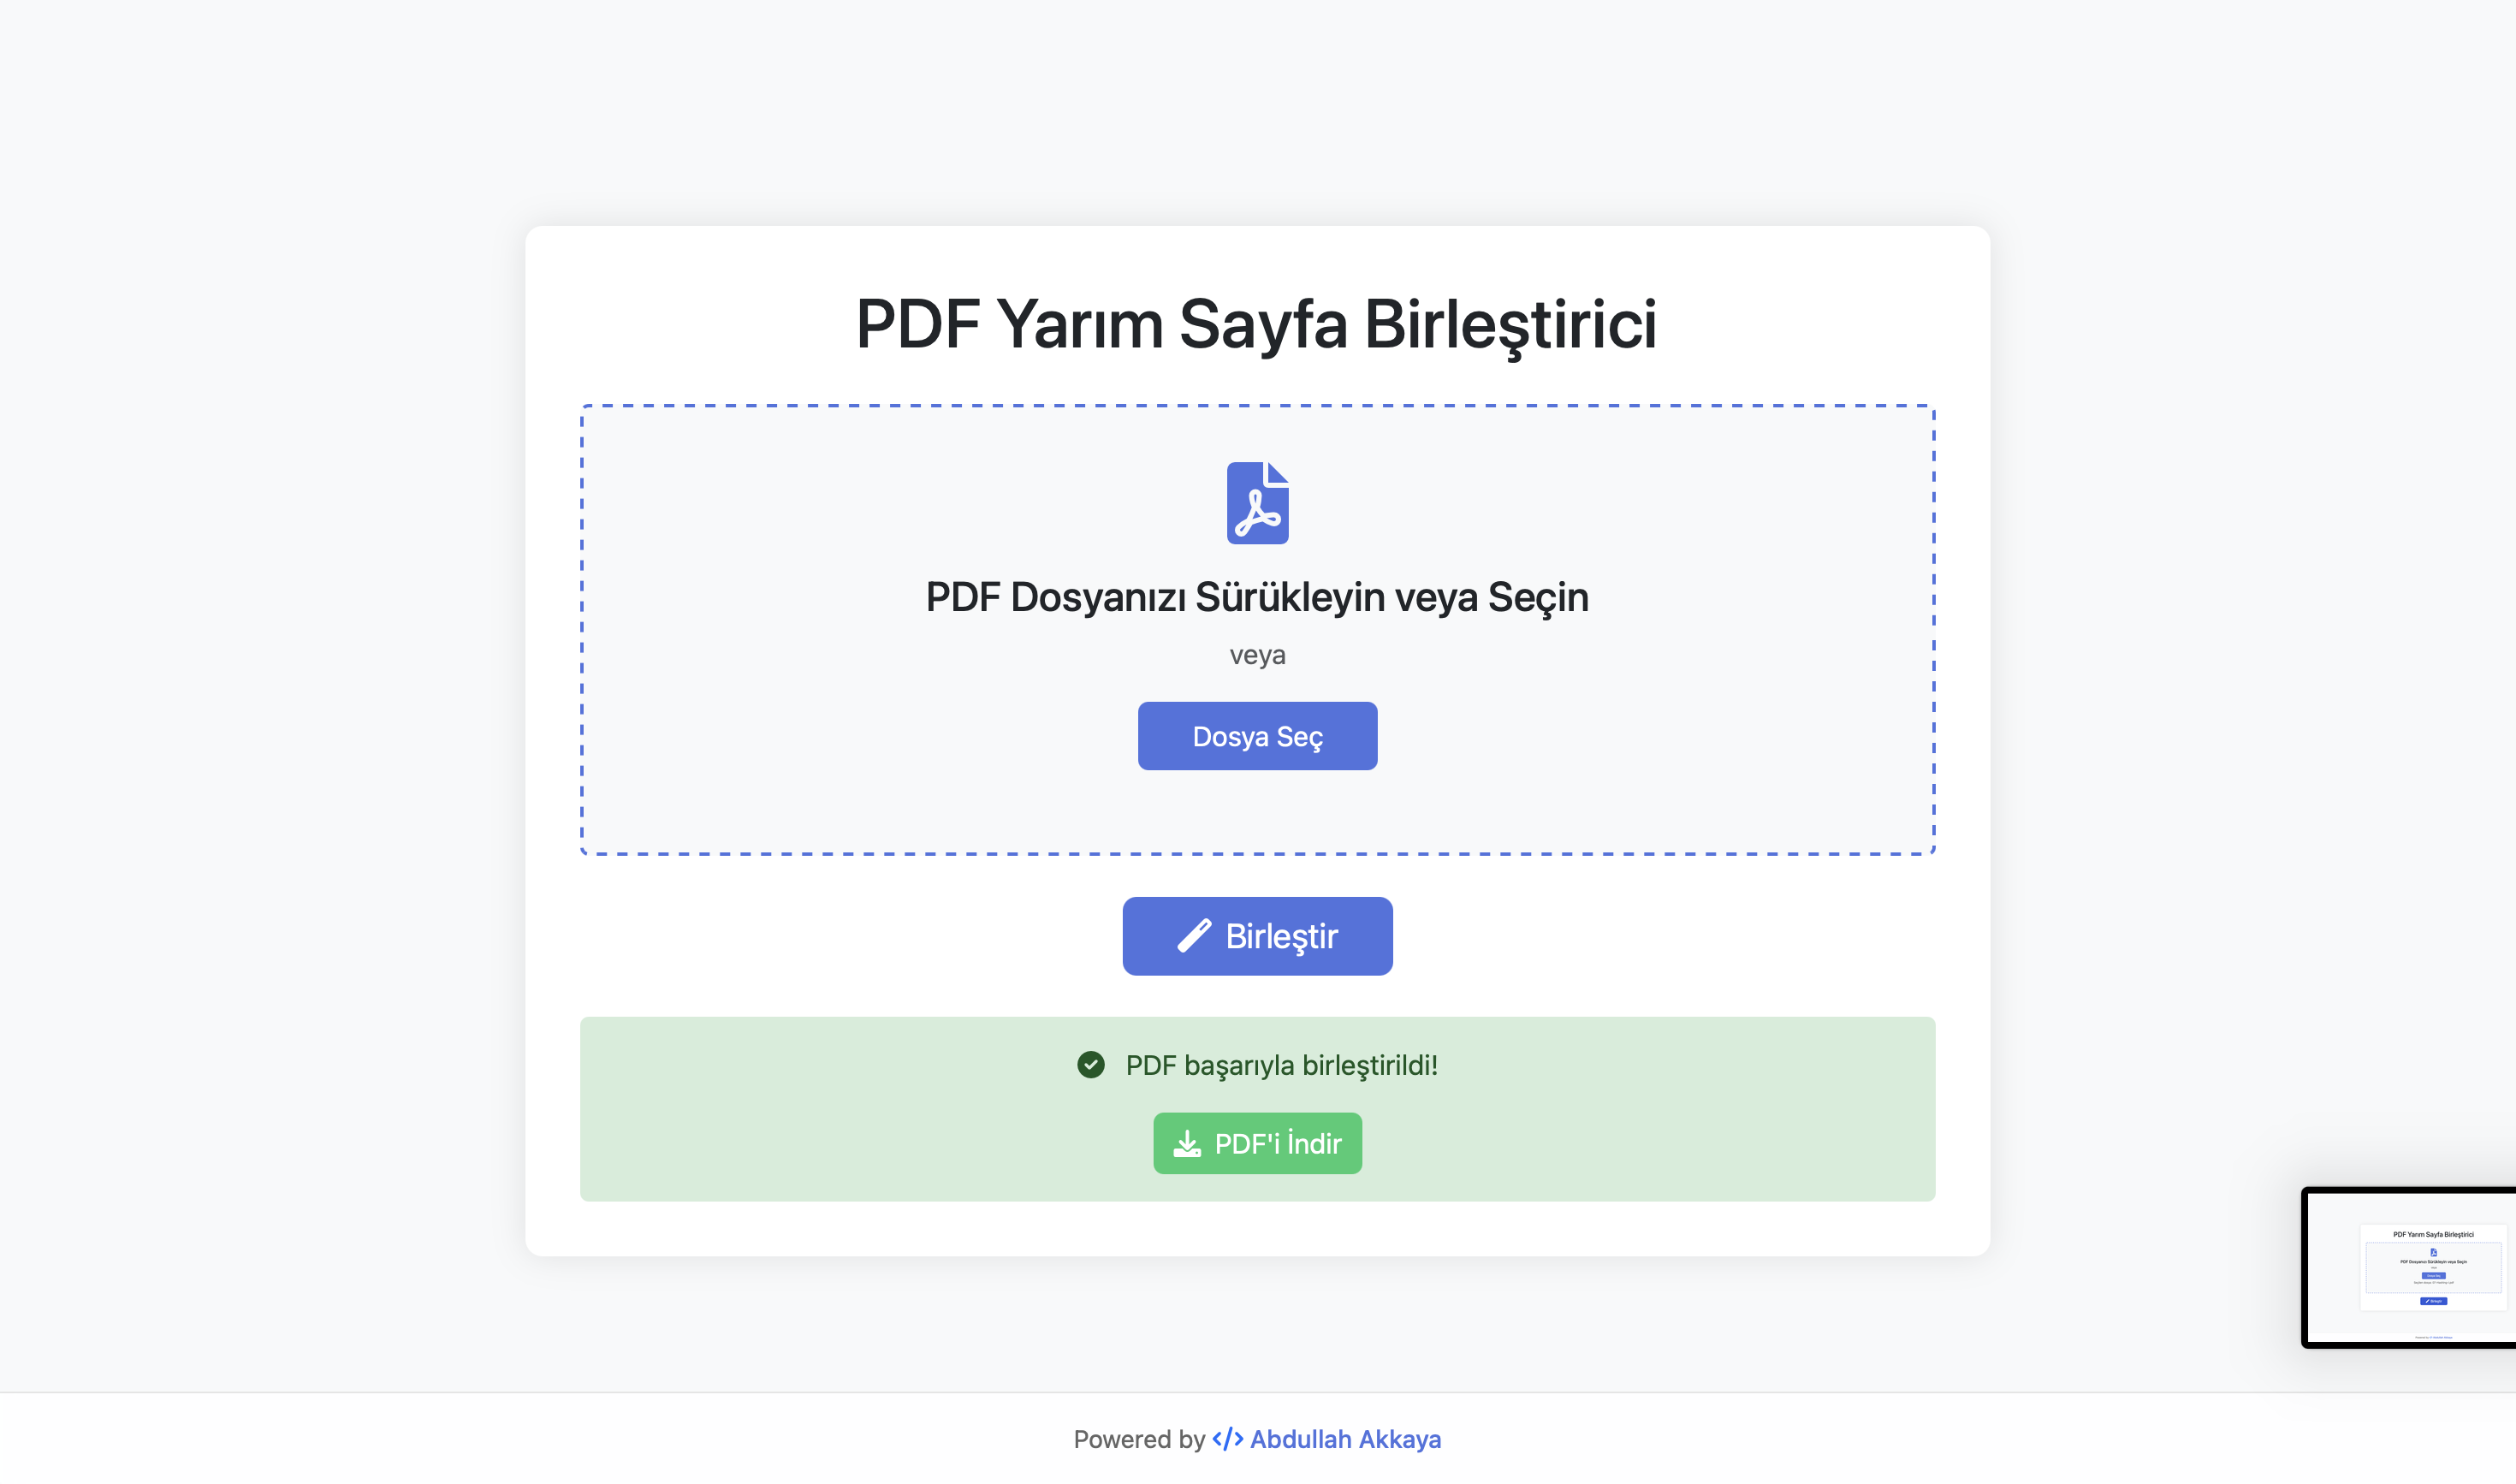 PDF Yarım Sayfa Birleştirici
PDF Dosyanızı Sürükleyin veya Seçin
veya
Dosya Seç
Birleştir
PDF başarıyla birleştirildi!
PDF'i İndir
PDF Yarım Sayfa Birleştirici
PDF Dosyanızı Sürükleyin veya Seçin
Powered by </> Abdullah Akkaya